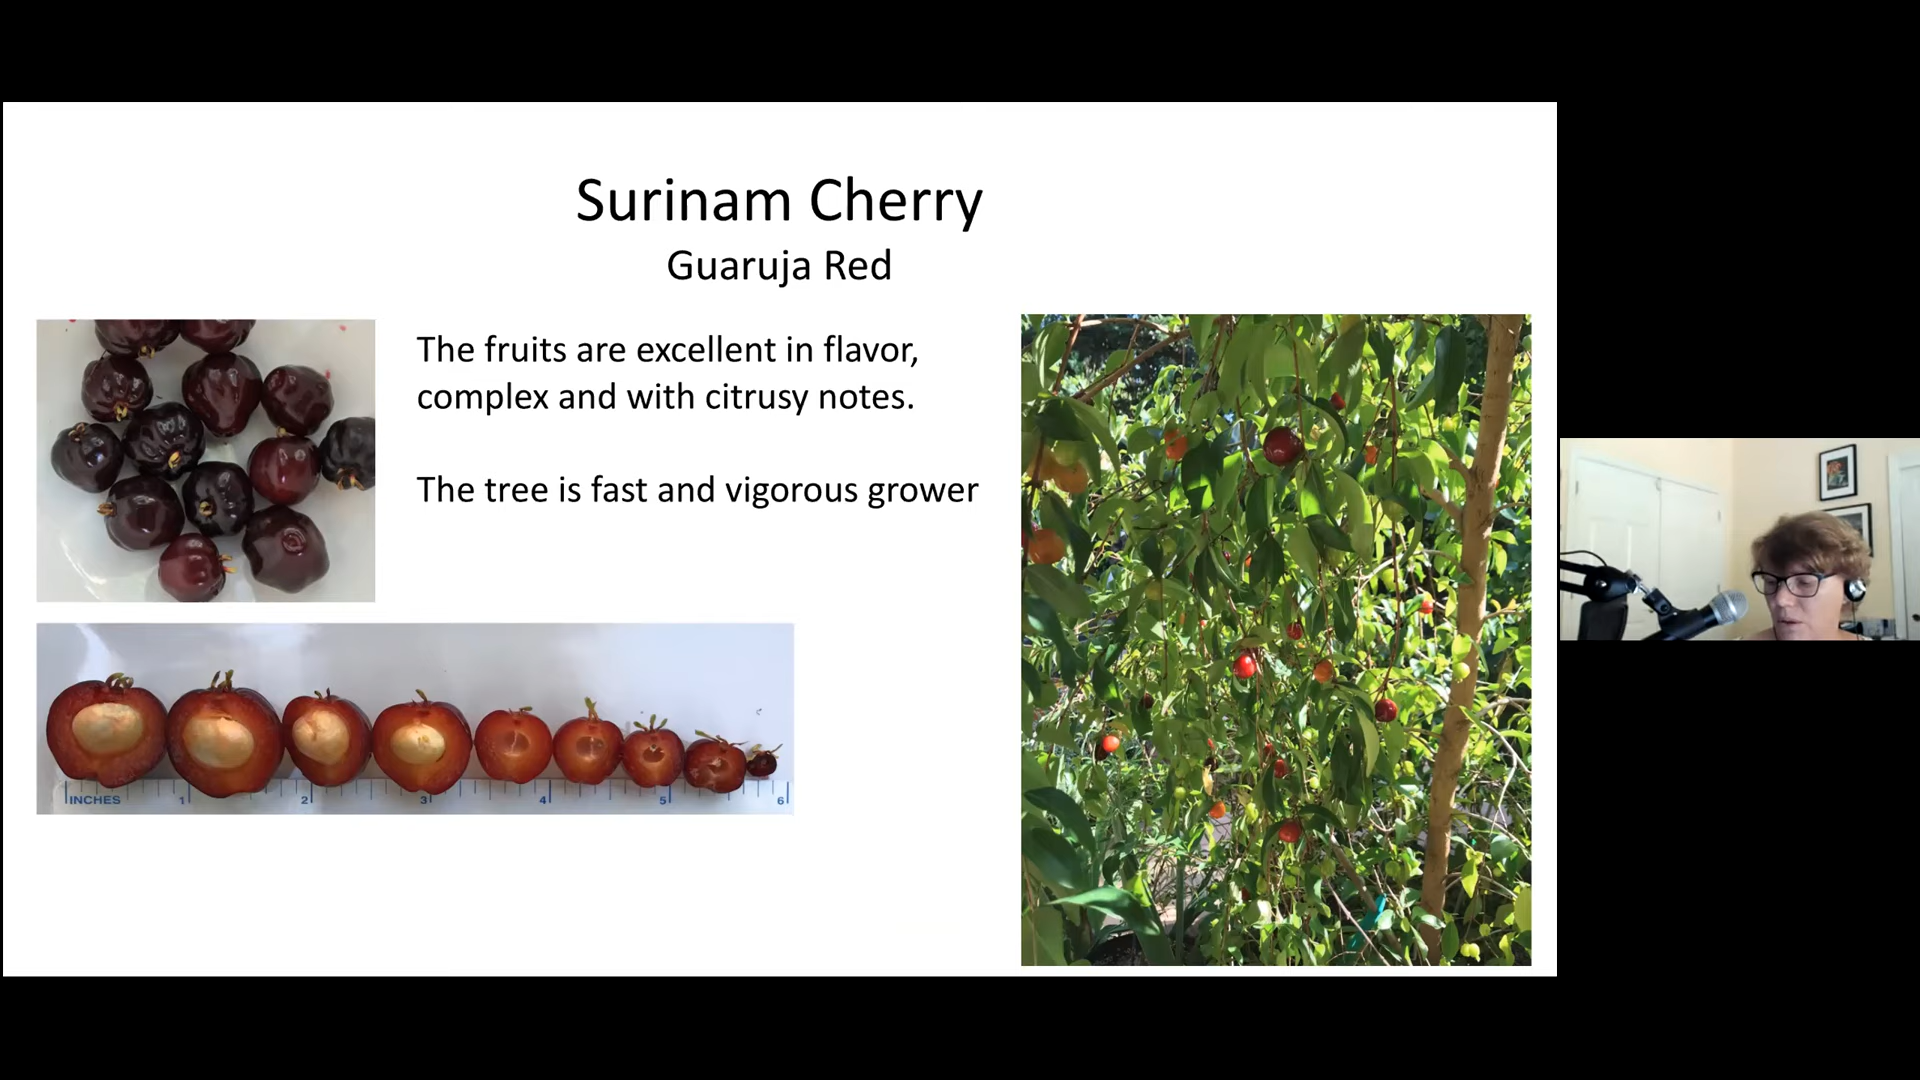 Surinam Cherry
Guaruja Red
The fruits are excellent in flavor,
complex and with citrusy notes.
The tree is fast and vigorous grower
INCHES 1 2 3 4 5 6